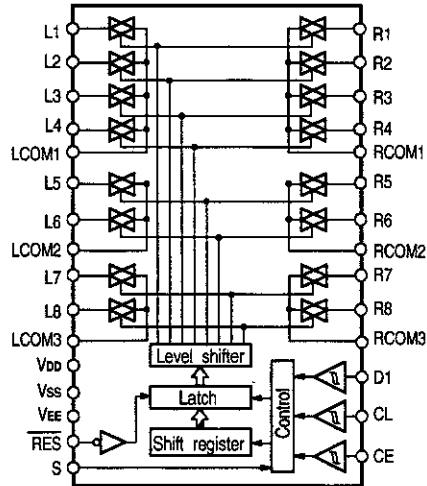 L1
L2
L3
L4
LCOM1
L5
L6
LCOM2
L7
L8
LCOM3
VDD
VSS
VEE
RES
S
R1
R2
R3
R4
RCOM1
R5
R6
RCOM2
R7
R8
RCOM3
D1
CL
CE
Level shifter
Latch
Shift register
Control